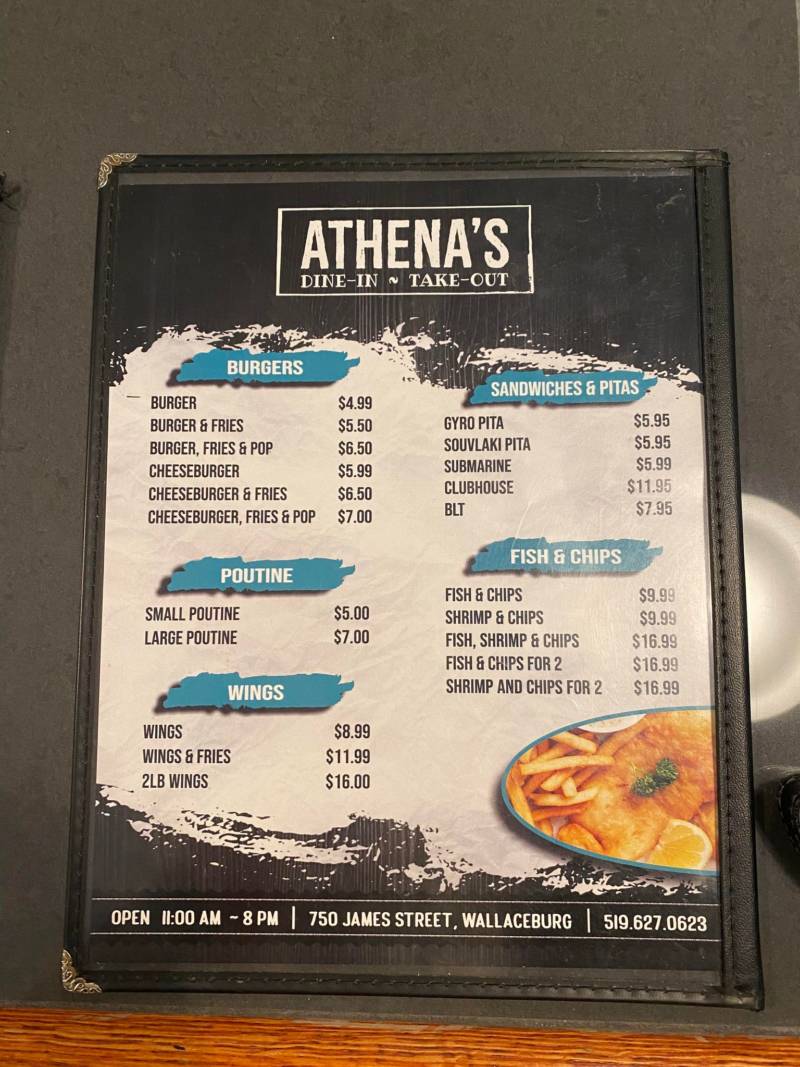 ATHENA'S
DINE-IN ~ TAKE-OUT
BURGERS
BURGER $4.99
BURGER & FRIES $5.50
BURGER, FRIES & POP $6.50
CHEESEBURGER $5.99
CHEESEBURGER & FRIES $6.50
CHEESEBURGER, FRIES & POP $7.00
POUTINE
SMALL POUTINE $5.00
LARGE POUTINE $7.00
WINGS
WINGS $8.99
WINGS & FRIES $11.99
2LB WINGS $16.00
SANDWICHES & PITAS
GYRO PITA $5.95
SOUVLAKI PITA $5.95
SUBMARINE $5.99
CLUBHOUSE $11.95
BLT $7.95
FISH & CHIPS
FISH & CHIPS $9.99
SHRIMP & CHIPS $9.99
FISH, SHRIMP & CHIPS $16.99
FISH & CHIPS FOR 2 $16.99
SHRIMP AND CHIPS FOR 2 $16.99
OPEN 11:00 AM ~ 8 PM | 750 JAMES STREET, WALLACEBURG | 519.627.0623